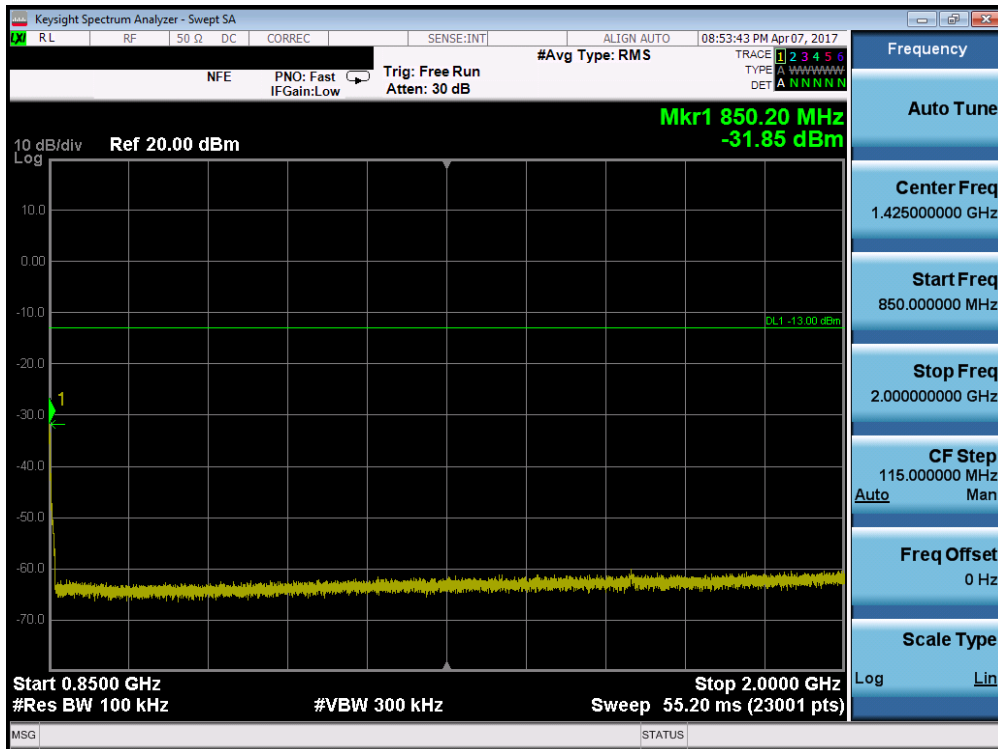 Keysight Spectrum Analyzer - Swept SA
LXI RL RF 50 Ω DC CORREC SENSE:INT ALIGN AUTO 08:53:43 PM Apr 07, 2017
#Avg Type: RMS
TRACE 1 2 3 4 5 6
TYPE A WWWWW
DET A N N N N N
NFE PNO: Fast Trig: Free Run
IFGain:Low Atten: 30 dB
Mkr1 850.20 MHz
-31.85 dBm
10 dB/div Ref 20.00 dBm
Log
10.0
0.00
-10.0
DL1 -13.00 dBm
-20.0
1
-30.0
-40.0
-50.0
-60.0
-70.0
Start 0.8500 GHz Stop 2.0000 GHz
#Res BW 100 kHz #VBW 300 kHz Sweep 55.20 ms (23001 pts)
MSG STATUS
Frequency
Auto Tune
Center Freq
1.425000000 GHz
Start Freq
850.000000 MHz
Stop Freq
2.000000000 GHz
CF Step
115.000000 MHz
Auto Man
Freq Offset
0 Hz
Scale Type
Log Lin